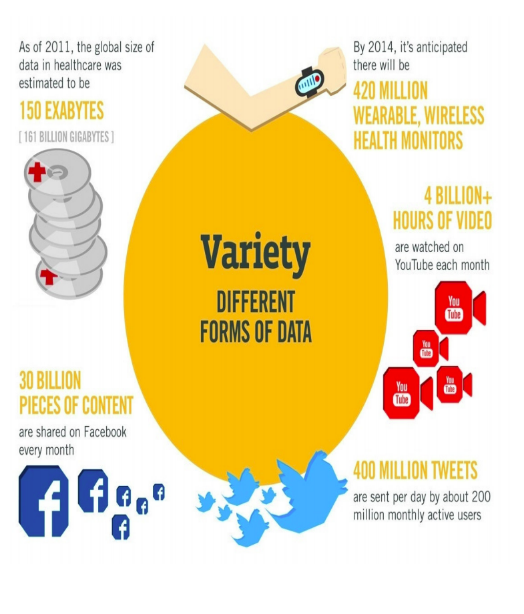 As of 2011, the global size of
data in healthcare was
estimated to be
150 EXABYTES
[ 161 BILLION GIGABYTES ]
By 2014, it's anticipated
there will be
420 MILLION
WEARABLE, WIRELESS
HEALTH MONITORS
4 BILLION+
HOURS OF VIDEO
are watched on
YouTube each month
You
Tube
You
Tube
You
Tube
You
Tube
Variety
DIFFERENT
FORMS OF DATA
30 BILLION
PIECES OF CONTENT
are shared on Facebook
every month
f
f
f
f
f
f
400 MILLION TWEETS
are sent per day by about 200
million monthly active users